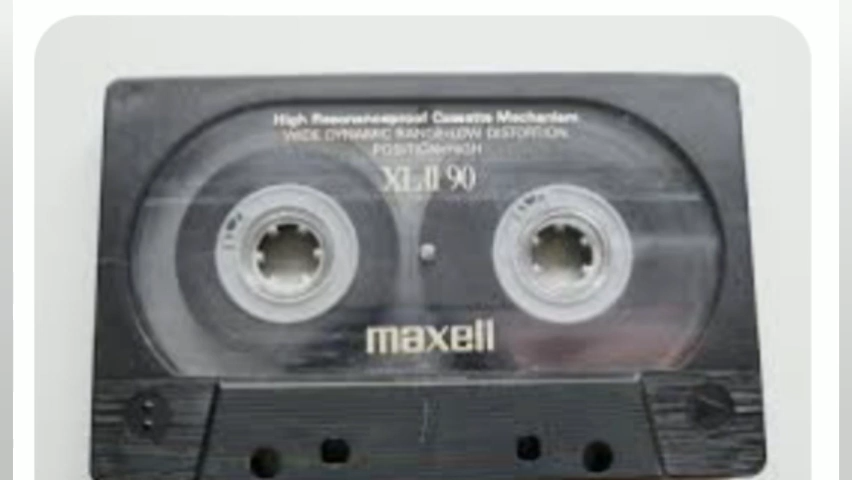 High Resonanceproof Cassette Mechanism
WIDE DYNAMIC RANGE•LOW DISTORTION
POSITION•HIGH
XLII 90
maxell